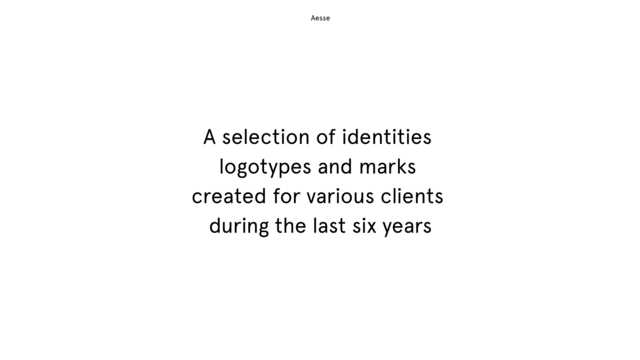 Aesse
A selection of identities
logotypes and marks
created for various clients
during the last six years